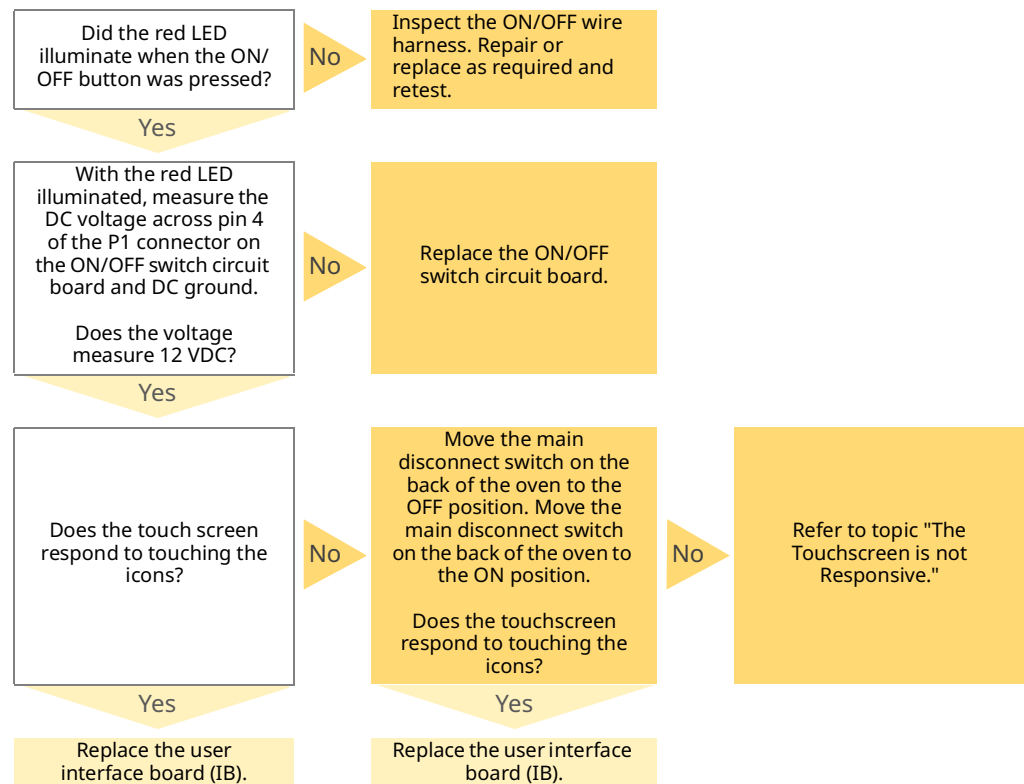 Did the red LED
illuminate when the ON/
OFF button was pressed?
No
Inspect the ON/OFF wire
harness. Repair or
replace as required and
retest.
Yes
With the red LED
illuminated, measure the
DC voltage across pin 4
of the P1 connector on
the ON/OFF switch circuit
board and DC ground.
Does the voltage
measure 12 VDC?
No
Replace the ON/OFF
switch circuit board.
Yes
Does the touch screen
respond to touching the
icons?
No
Move the main
disconnect switch on the
back of the oven to the
OFF position. Move the
main disconnect switch
on the back of the oven to
the ON position.
Does the touchscreen
respond to touching the
icons?
No
Refer to topic "The
Touchscreen is not
Responsive."
Yes
Yes
Replace the user
interface board (IB).
Replace the user interface
board (IB).